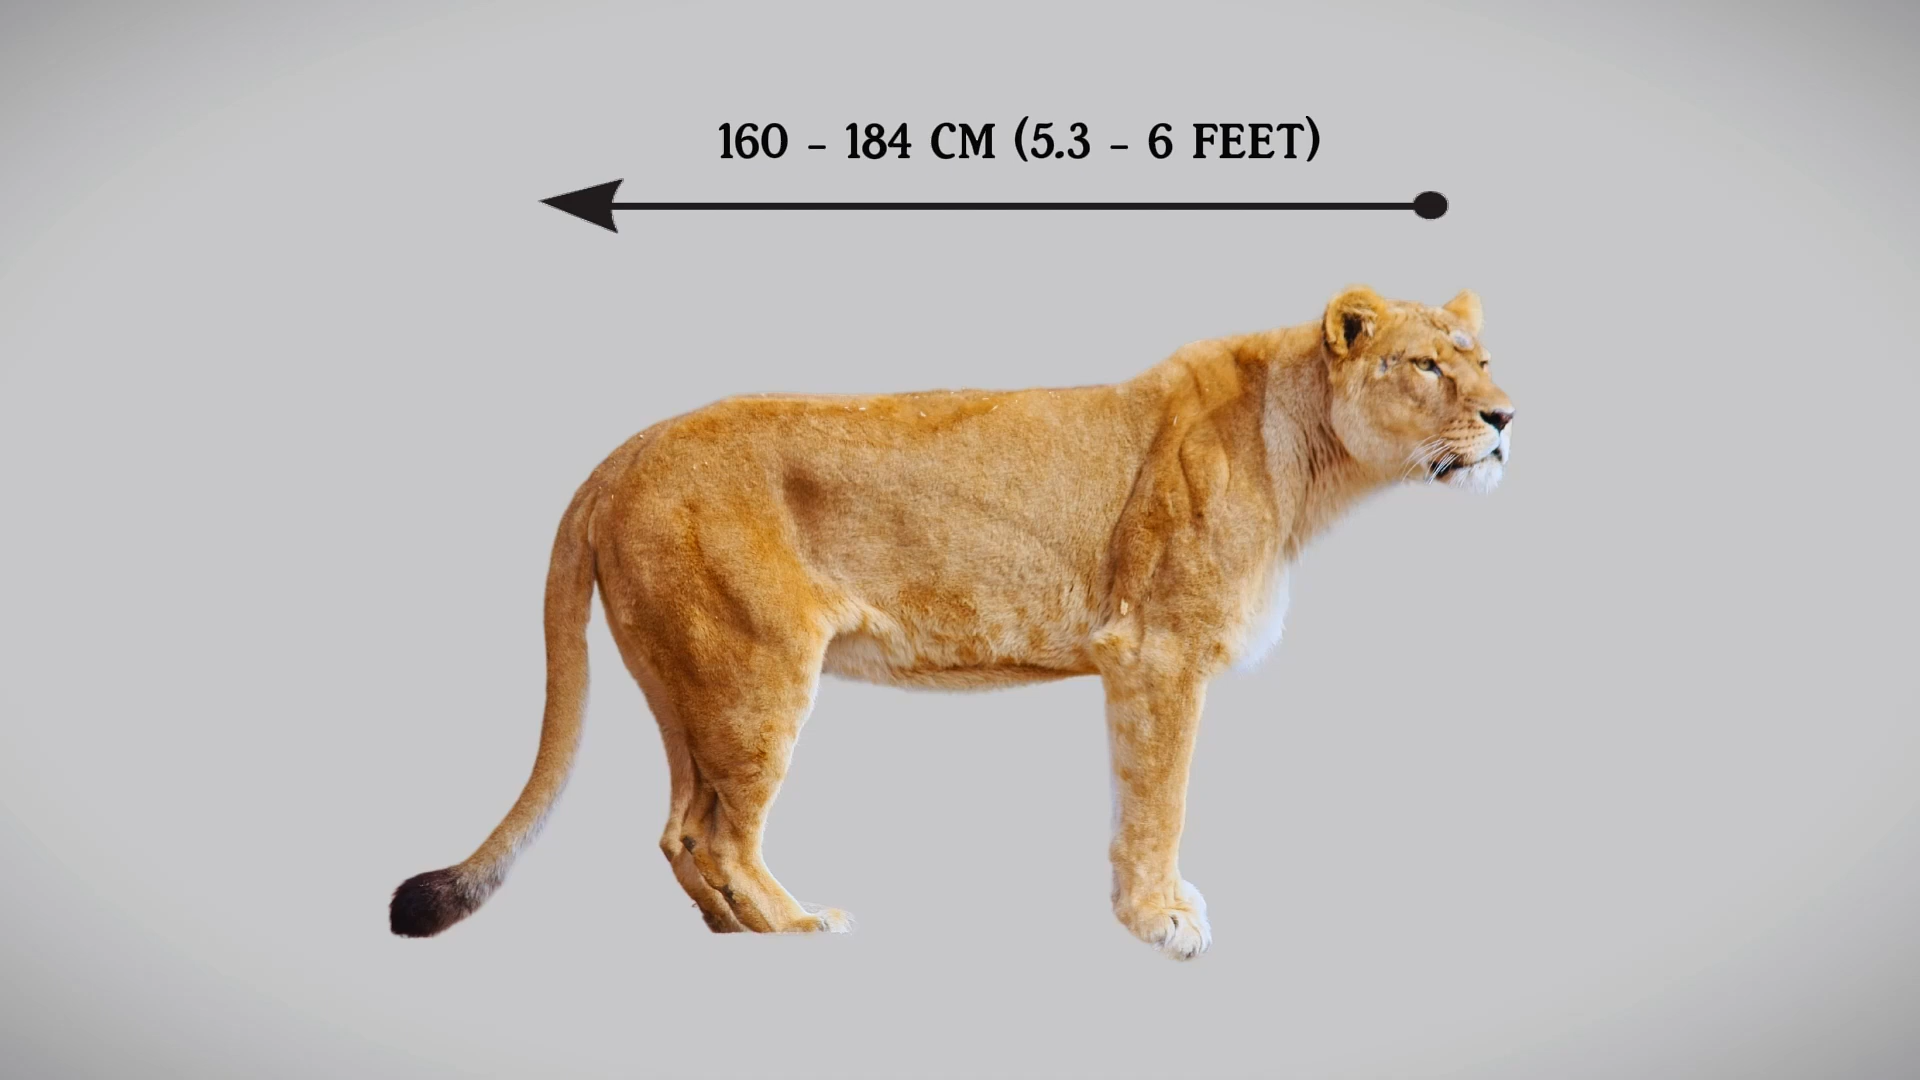 160 – 184 CM (5.3 – 6 FEET)